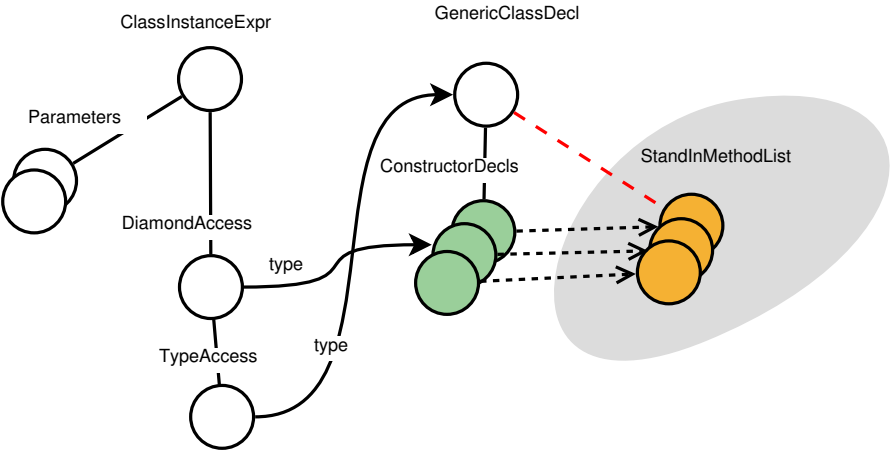 ClassInstanceExpr
GenericClassDecl
Parameters
StandInMethodList
ConstructorDecls
DiamondAccess
type
type
TypeAccess